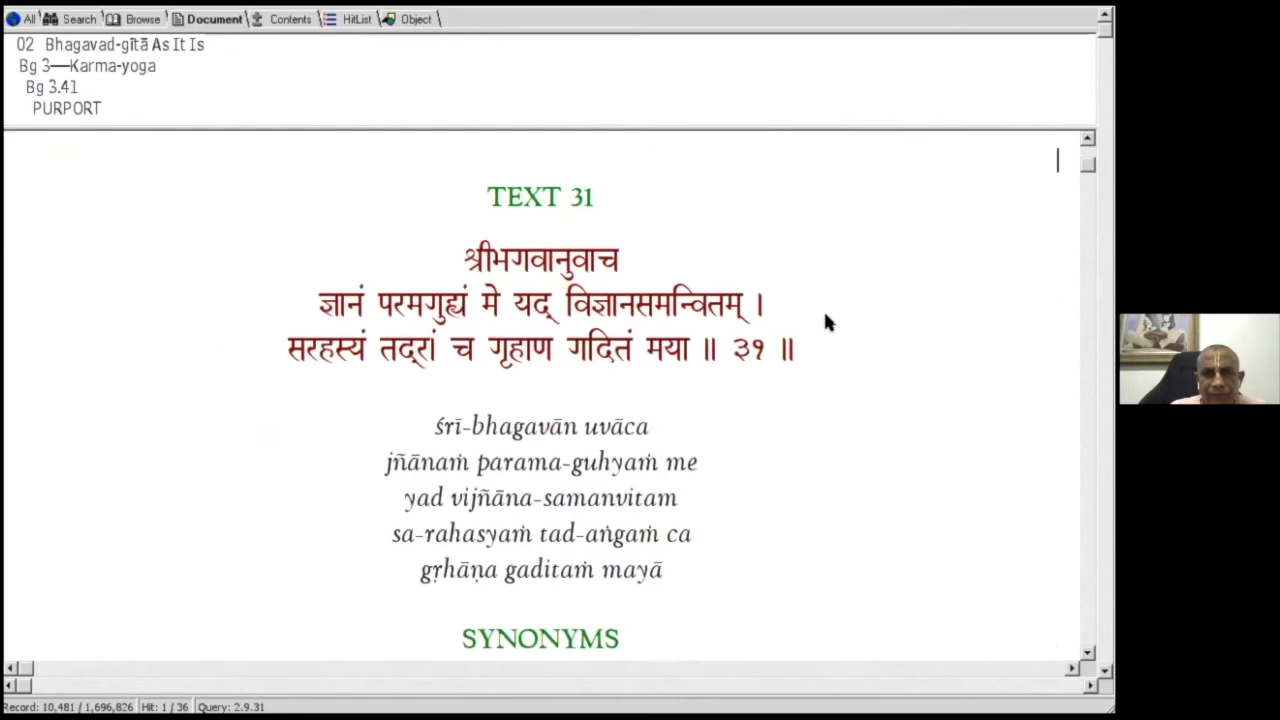 All Search Browse Document Contents HitList Object
02 Bhagavad-gītā As It Is
Bg 3—Karma-yoga
Bg 3.41
PURPORT
TEXT 31
श्रीभगवानुवाच
ज्ञानं परमगुह्यं मे यद् विज्ञानसमन्वितम् ।
सरहस्यं तद्रां च गृहाण गदितं मया ॥ ३१ ॥
śrī-bhagavān uvāca
jñānaṁ parama-guhyaṁ me
yad vijñāna-samanvitam
sa-rahasyaṁ tad-aṅgaṁ ca
gṛhāṇa gaditaṁ mayā
SYNONYMS
Record: 10,481 / 1,696,826 Hit: 1 / 36 Query: 2.9.31